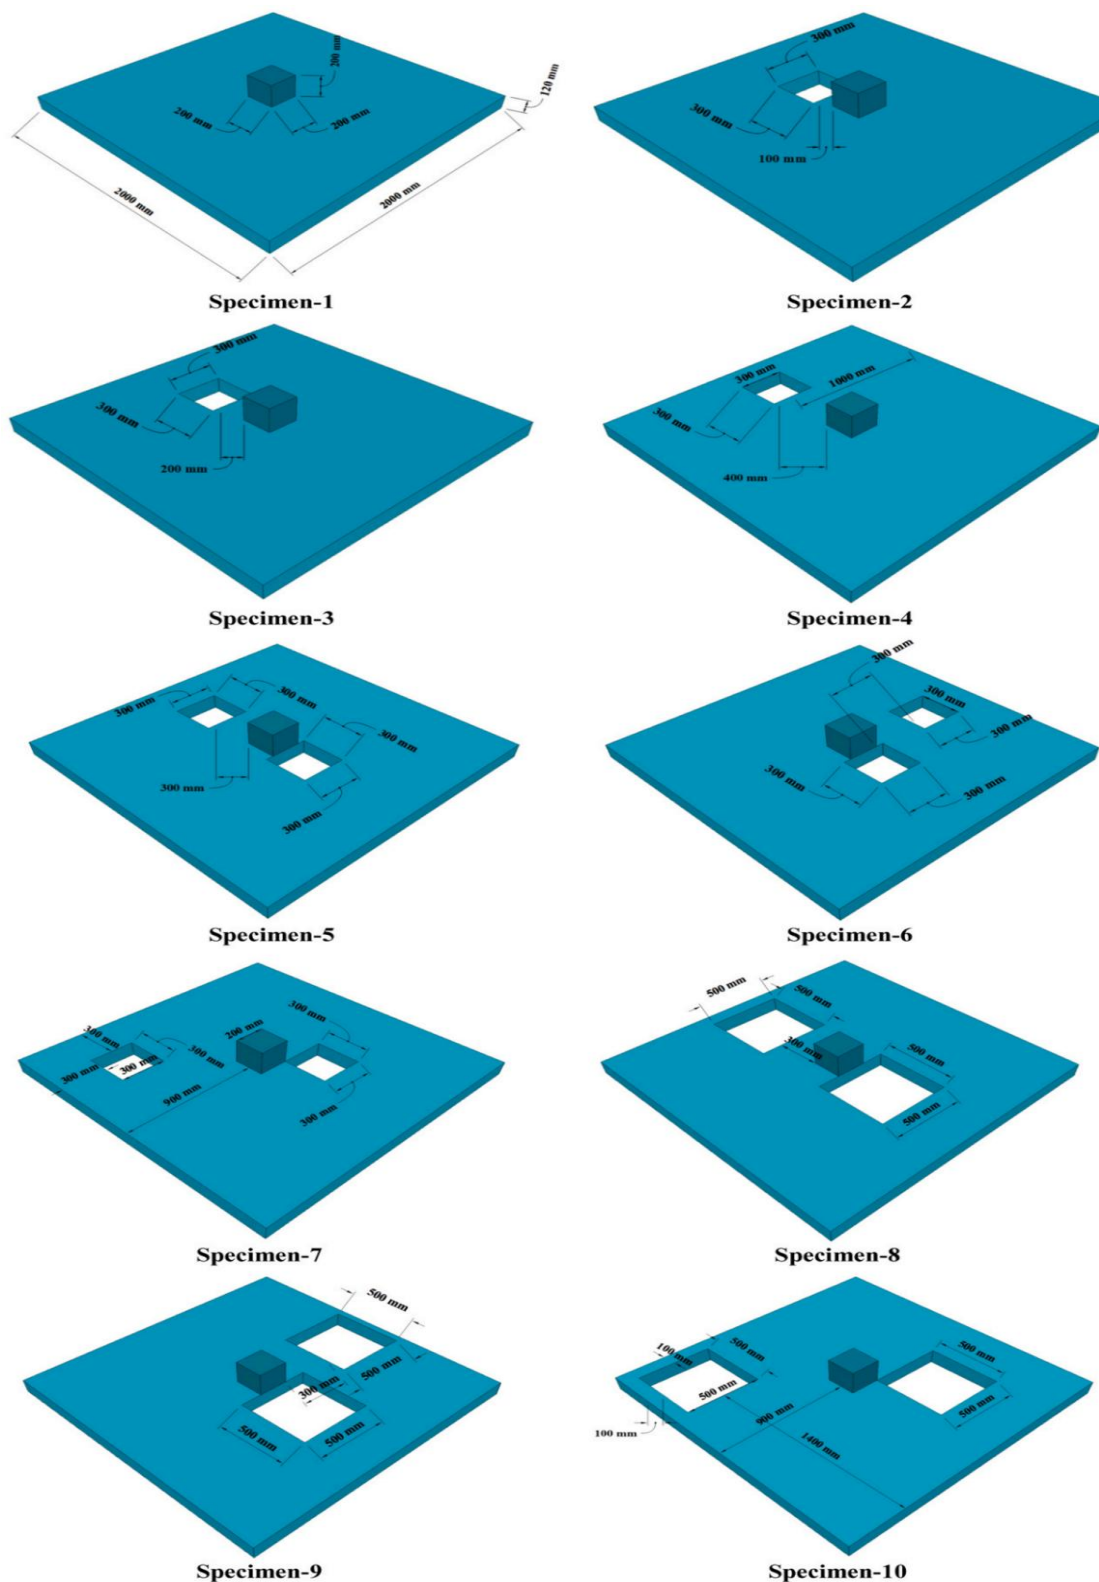 200 mm
120 mm
200 mm
200 mm
2000 mm
2000 mm
Specimen-1
300 mm
300 mm
100 mm
Specimen-2
300 mm
300 mm
200 mm
Specimen-3
300 mm
1000 mm
300 mm
400 mm
Specimen-4
300 mm
300 mm
300 mm
300 mm
300 mm
Specimen-5
300 mm
300 mm
300 mm
300 mm
300 mm
Specimen-6
300 mm
200 mm
300 mm
300 mm
300 mm
300 mm
900 mm
300 mm
Specimen-7
500 mm
500 mm
300 mm
500 mm
500 mm
Specimen-8
500 mm
500 mm
300 mm
500 mm
500 mm
Specimen-9
100 mm
500 mm
500 mm
500 mm
500 mm
900 mm
100 mm
1400 mm
Specimen-10